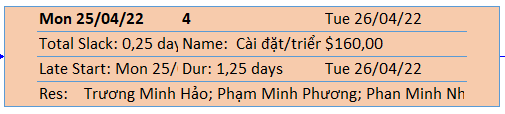 Mon 25/04/22 4 Tue 26/04/22
Total Slack: 0,25 day Name: Cài đặt/triển $160,00
Late Start: Mon 25/ Dur: 1,25 days Tue 26/04/22
Res: Trương Minh Hảo; Phạm Minh Phương; Phan Minh Nh